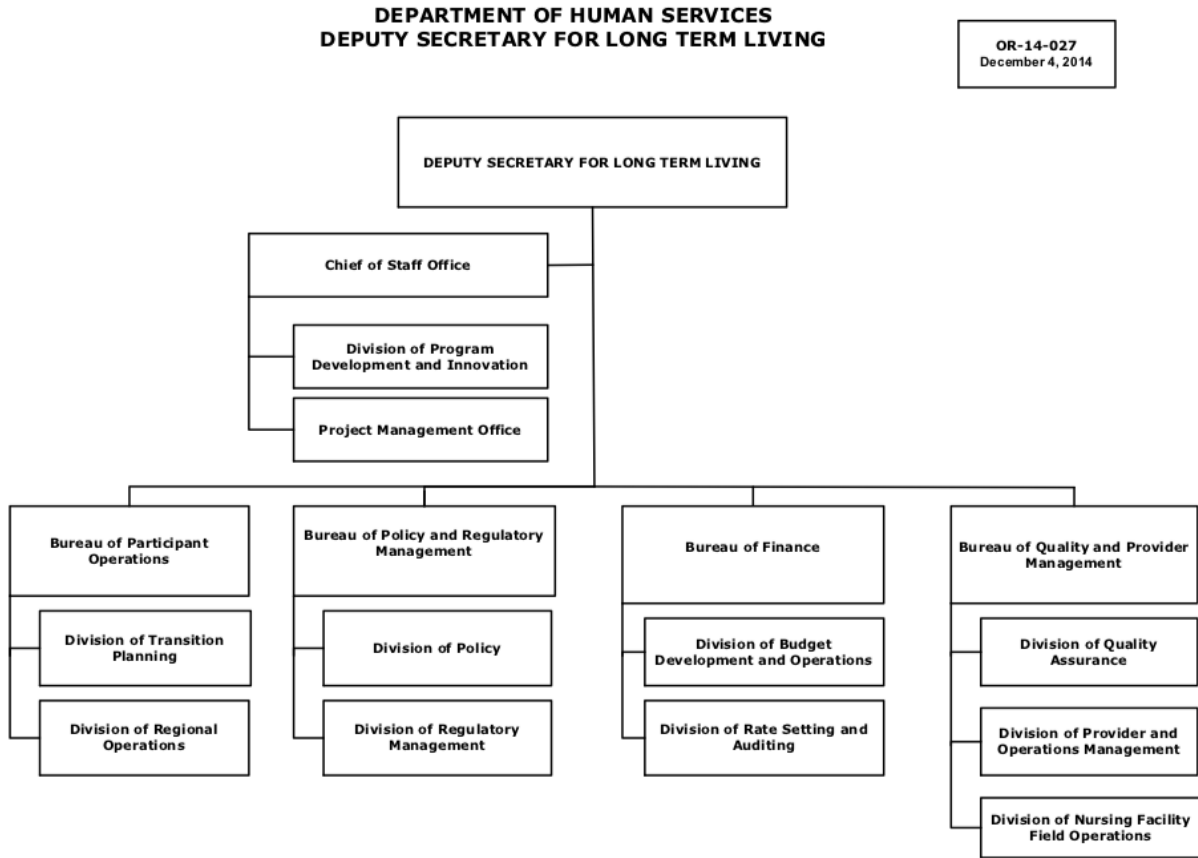 DEPARTMENT OF HUMAN SERVICES
DEPUTY SECRETARY FOR LONG TERM LIVING
OR-14-027
December 4, 2014
DEPUTY SECRETARY FOR LONG TERM LIVING
Chief of Staff Office
Division of Program
Development and Innovation
Project Management Office
Bureau of Participant
Operations
Division of Transition
Planning
Division of Regional
Operations
Bureau of Policy and Regulatory
Management
Division of Policy
Division of Regulatory
Management
Bureau of Finance
Division of Budget
Development and Operations
Division of Rate Setting and
Auditing
Bureau of Quality and Provider
Management
Division of Quality
Assurance
Division of Provider and
Operations Management
Division of Nursing Facility
Field Operations